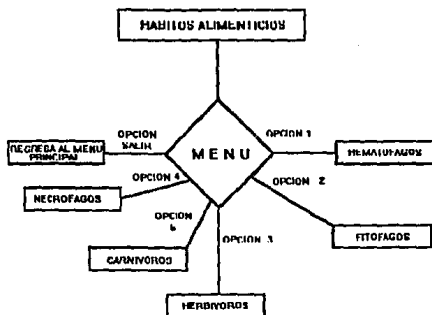 HABITOS ALIMENTICIOS
OPCION
SALIR
OPCION 1
REGRESA AL MENU
PRINCIPAL
MENU
HEMATOFAGOS
OPCION 4
OPCION 2
NECROFAGOS
OPCION
OPCION 3
FITOFAGOS
CARNIVOROS
HERBIVOROS